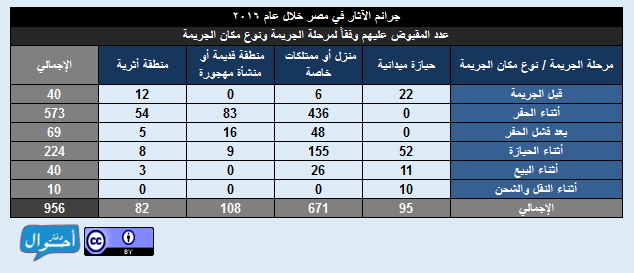 جرائم الآثار في مصر خلال عام ٢٠١٦
عدد المقبوض عليهم وفقاً لمرحلة الجريمة ونوع مكان الجريمة
مرحلة الجريمة / نوع مكان الجريمة حيازة ميدانية منزل أو ممتلكات خاصة منطقة قديمة أو منشأة مهجورة منطقة أثرية الإجمالي
قبل الجريمة 22 6 0 12 40
أثناء الحفر 0 436 83 54 573
بعد فشل الحفر 0 48 16 5 69
أثناء الحيازة 52 155 9 8 224
أثناء البيع 11 26 0 3 40
أثناء النقل والشحن 10 0 0 0 10
الإجمالي 95 671 108 82 956
دفتر أحوال
cc
BY